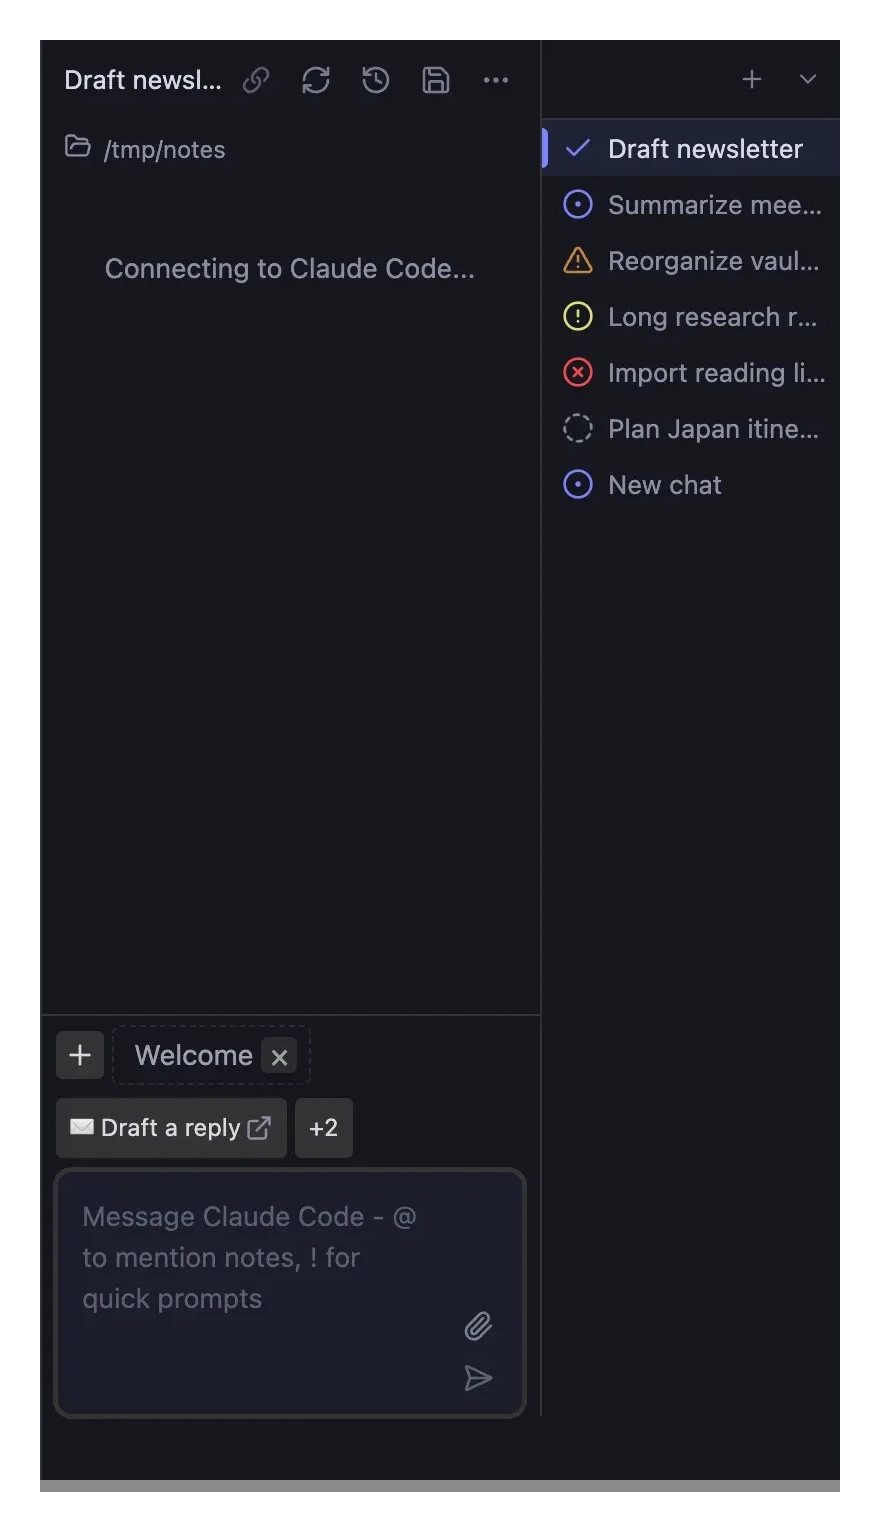 Draft newsl...
/tmp/notes
Connecting to Claude Code...
Draft newsletter
Summarize mee...
Reorganize vaul...
Long research r...
Import reading li...
Plan Japan itine...
New chat
Welcome
Draft a reply
+2
Message Claude Code - @
to mention notes, ! for
quick prompts